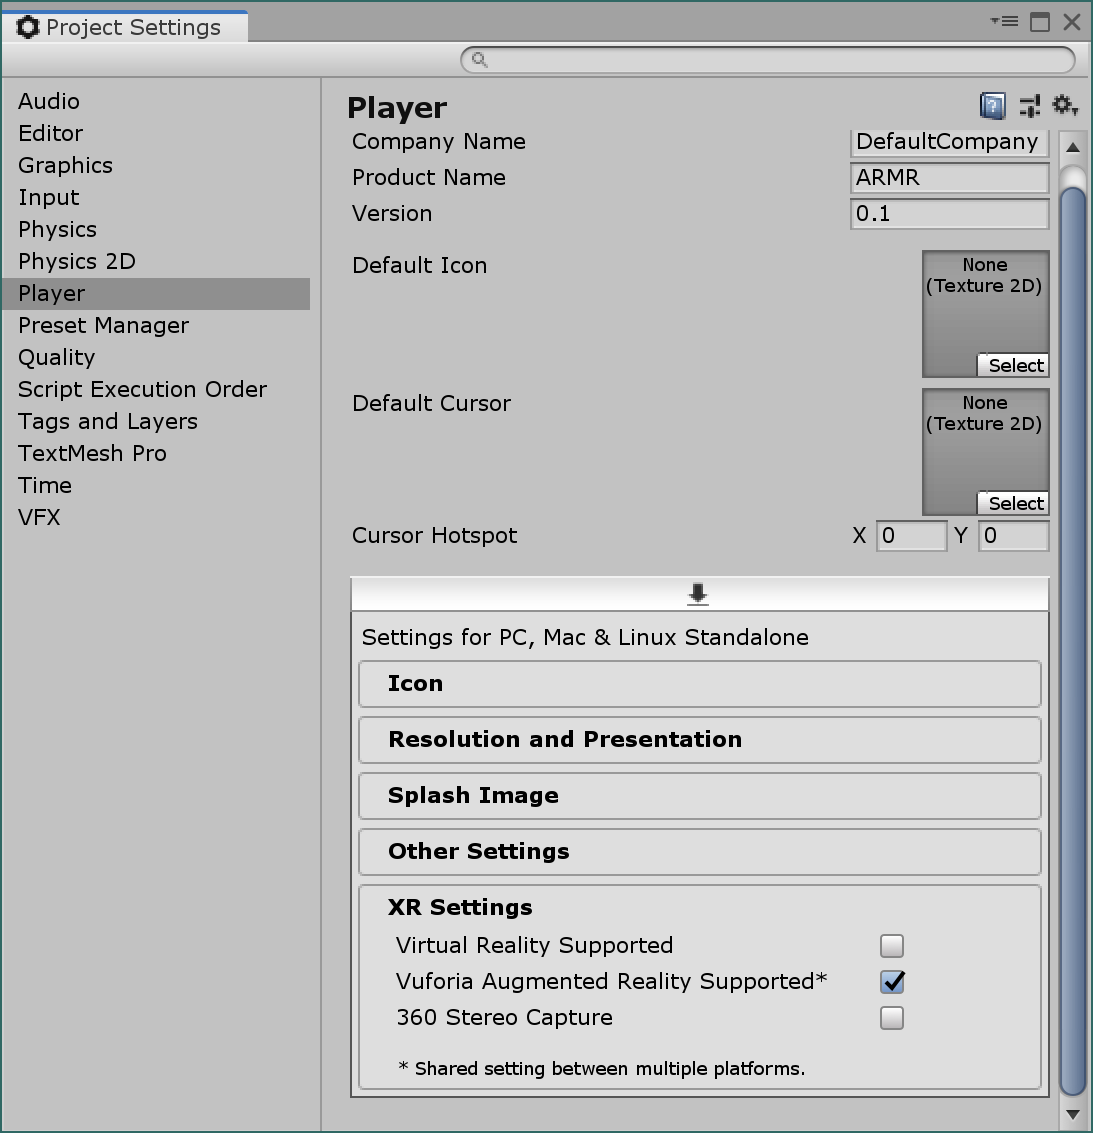 Project Settings
Audio
Editor
Graphics
Input
Physics
Physics 2D
Player
Preset Manager
Quality
Script Execution Order
Tags and Layers
TextMesh Pro
Time
VFX
Player
Company Name DefaultCompany
Product Name ARMR
Version 0.1
Default Icon
None
(Texture 2D)
Select
Default Cursor
None
(Texture 2D)
Select
Cursor Hotspot X 0 Y 0
Settings for PC, Mac & Linux Standalone
Icon
Resolution and Presentation
Splash Image
Other Settings
XR Settings
Virtual Reality Supported
Vuforia Augmented Reality Supported*
360 Stereo Capture
* Shared setting between multiple platforms.